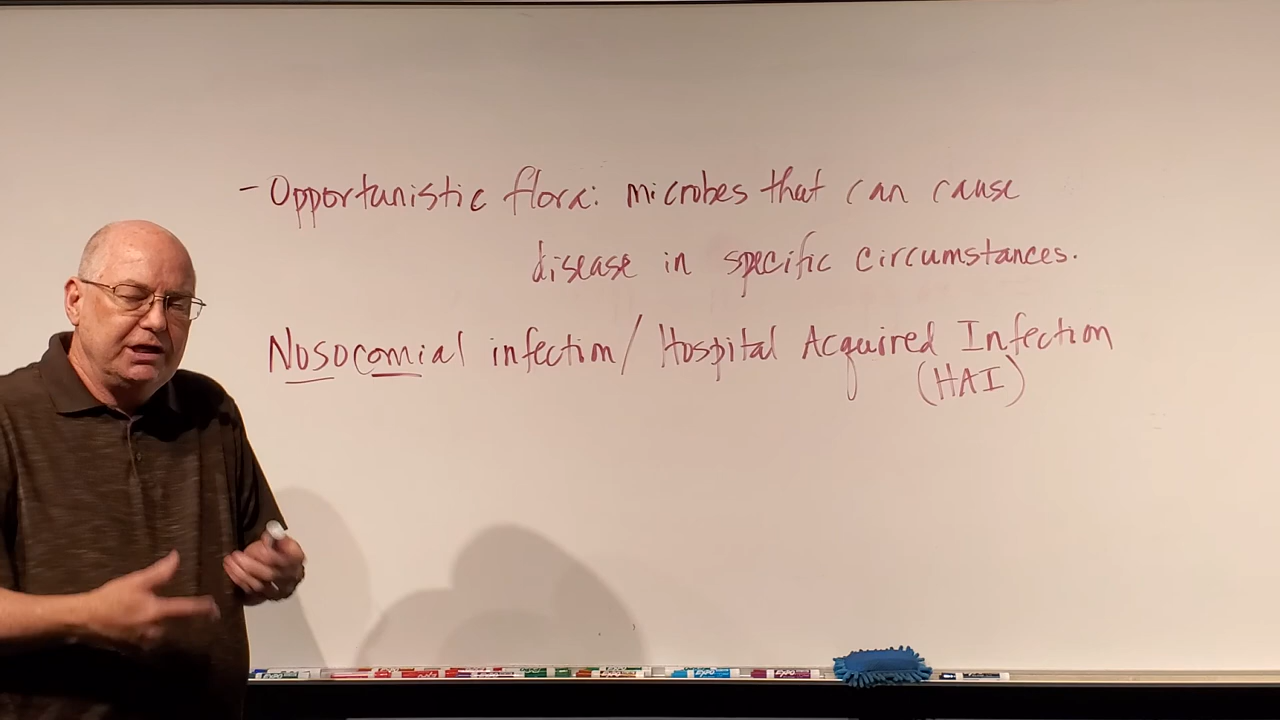 - Opportunistic flora: microbes that can cause
disease in specific circumstances.
Nosocomial infection/Hospital Acquired Infection
(HAI)